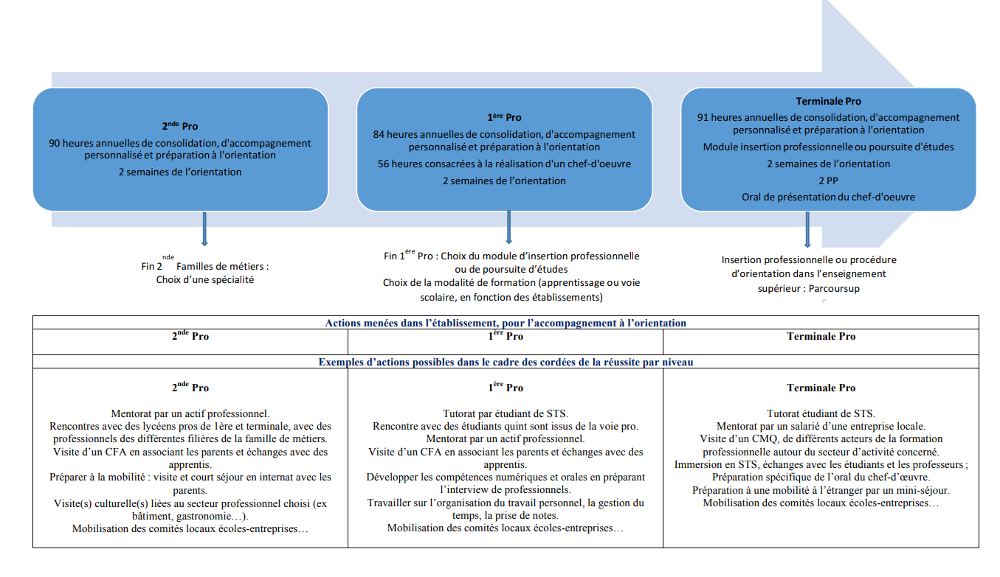 2nde Pro
90 heures annuelles de consolidation, d'accompagnement
personnalisé et préparation à l'orientation
2 semaines de l’orientation
1ère Pro
84 heures annuelles de consolidation, d'accompagnement
personnalisé et préparation à l'orientation
56 heures consacrées à la réalisation d'un chef-d'oeuvre
2 semaines de l’orientation
Terminale Pro
91 heures annuelles de consolidation, d'accompagnement
personnalisé et préparation à l'orientation
Module insertion professionnelle ou poursuite d'études
2 semaines de l’orientation
2 PP
Oral de présentation du chef-d'oeuvre
Fin 2nde Familles de métiers :
Choix d’une spécialité
Fin 1ère Pro : Choix du module d’insertion professionnelle
ou de poursuite d’études
Choix de la modalité de formation (apprentissage ou voie
scolaire, en fonction des établissements)
Insertion professionnelle ou procédure
d’orientation dans l’enseignement
supérieur : Parcoursup
Actions menées dans l’établissement, pour l’accompagnement à l’orientation
2nde Pro
1ère Pro
Terminale Pro
Exemples d’actions possibles dans le cadre des cordées de la réussite par niveau
2nde Pro
Mentorat par un actif professionnel.
Rencontres avec des lycéens pros de 1ère et terminale, avec des
professionnels des différentes filières de la famille de métiers.
Visite d’un CFA en associant les parents et échanges avec des
apprentis.
Préparer à la mobilité : visite et court séjour en internat avec les
parents.
Visite(s) culturelle(s) liées au secteur professionnel choisi (ex
bâtiment, gastronomie…).
Mobilisation des comités locaux écoles-entreprises…
1ère Pro
Tutorat par étudiant de STS.
Rencontre avec des étudiants quint sont issus de la voie pro.
Mentorat par un actif professionnel.
Visite d’un CFA en associant les parents et échanges avec des
apprentis.
Développer les compétences numériques et orales en préparant
l’interview de professionnels.
Travailler sur l’organisation du travail personnel, la gestion du
temps, la prise de notes.
Mobilisation des comités locaux écoles-entreprises…
Terminale Pro
Tutorat étudiant de STS.
Mentorat par un salarié d’une entreprise locale.
Visite d’un CMQ, de différents acteurs de la formation
professionnelle autour du secteur d’activité concerné.
Immersion en STS, échanges avec les étudiants et les professeurs ;
Préparation spécifique de l’oral du chef-d’œuvre.
Préparation à une mobilité à l’étranger par un mini-séjour.
Mobilisation des comités locaux écoles-entreprises…